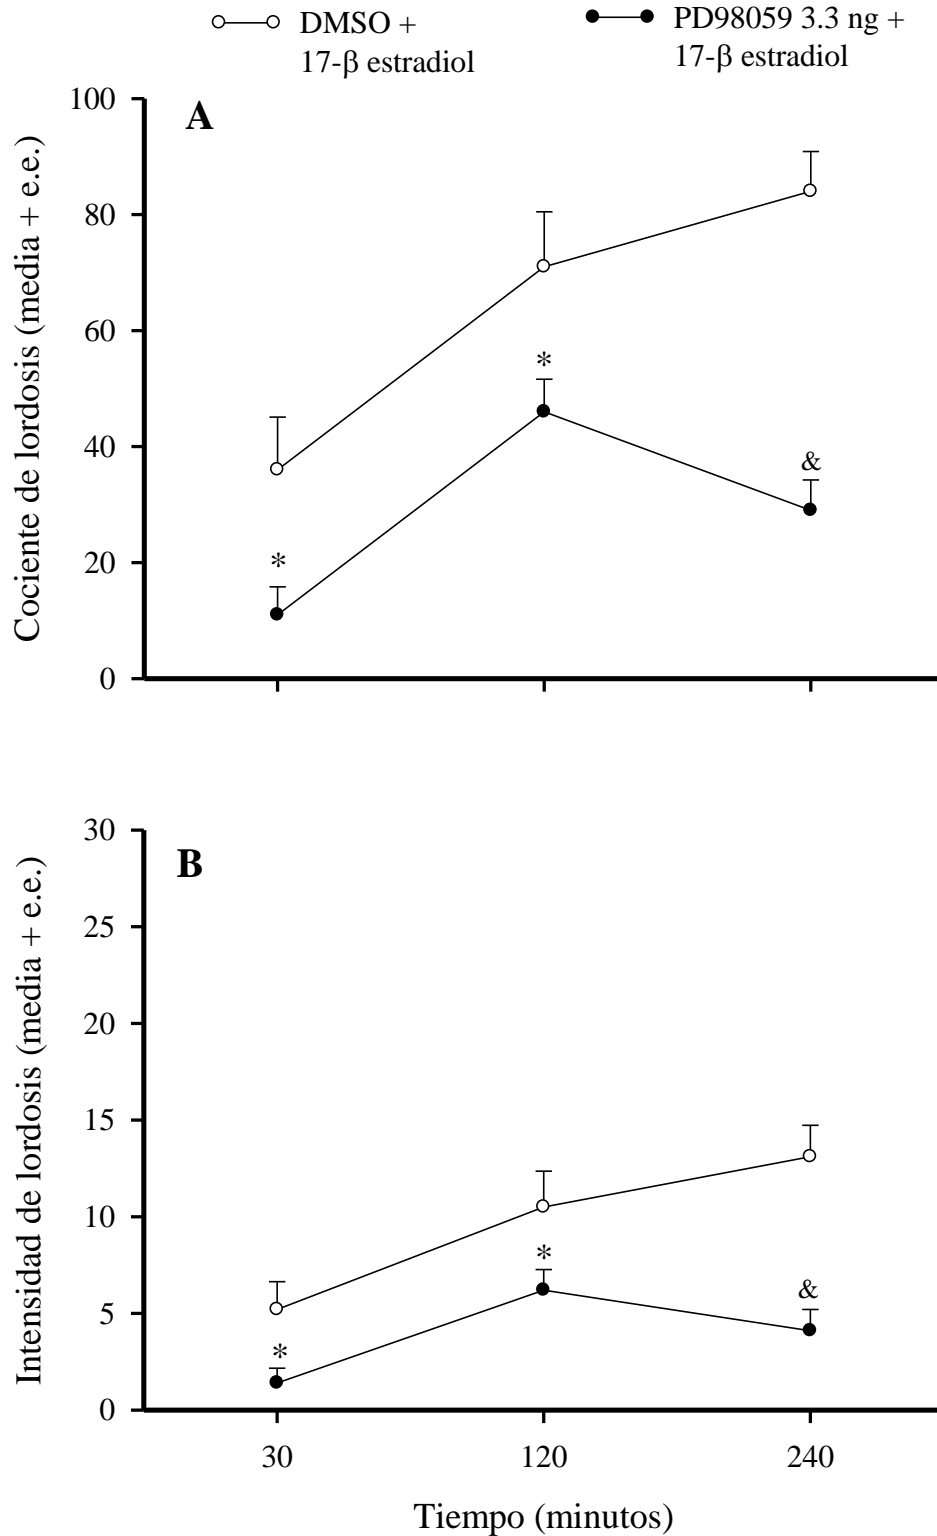 DMSO +
17-β estradiol
PD98059 3.3 ng +
17-β estradiol
A
Cociente de lordosis (media + e.e.)
100
80
60
40
20
0
*
*
&
B
Intensidad de lordosis (media + e.e.)
30
25
20
15
10
5
0
*
*
&
30 120 240
Tiempo (minutos)